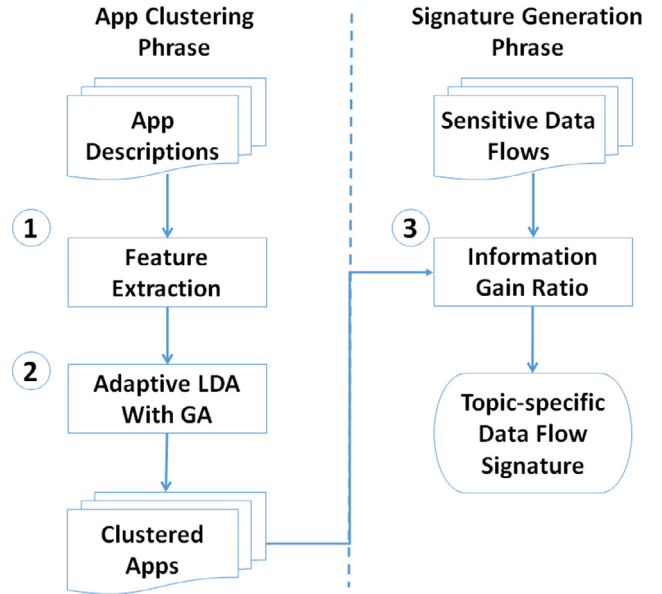 App Clustering
Phrase
App
Descriptions
1
Feature
Extraction
2
Adaptive LDA
With GA
Clustered
Apps
Signature Generation
Phrase
Sensitive Data
Flows
3
Information
Gain Ratio
Topic-specific
Data Flow
Signature